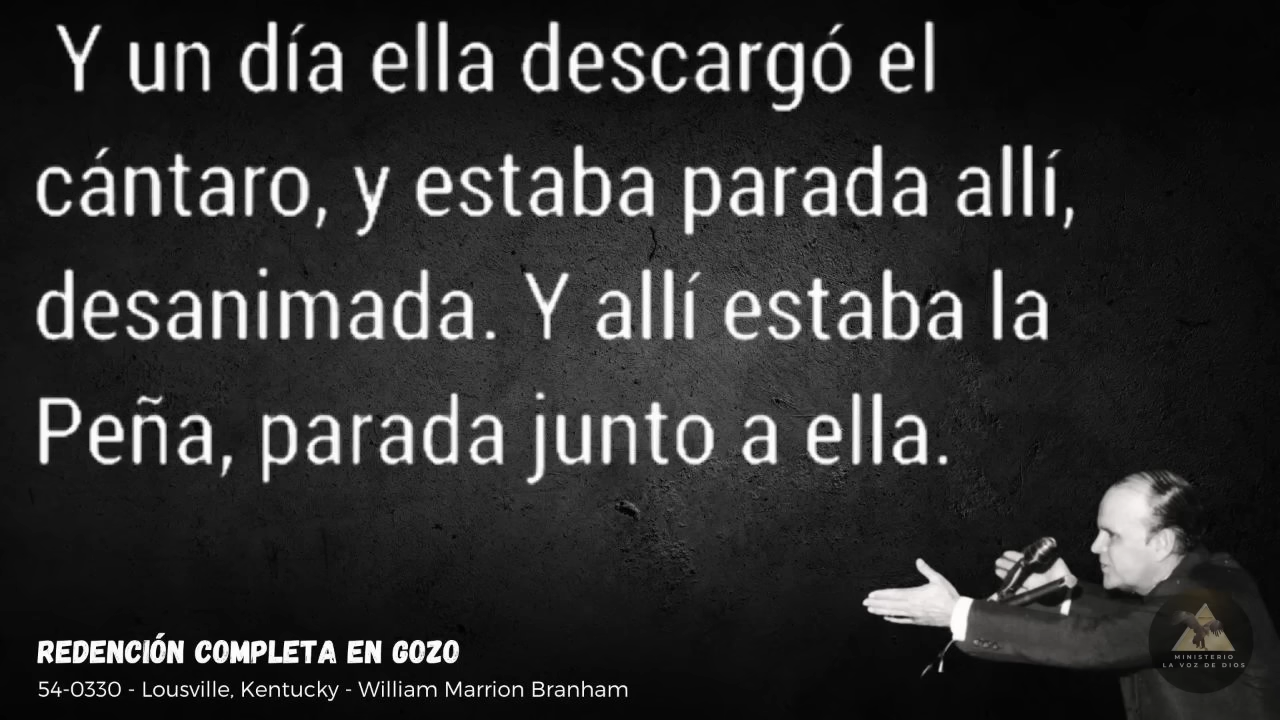 Y un día ella descargó el
cántaro, y estaba parada allí,
desanimada. Y allí estaba la
Peña, parada junto a ella.
REDENCIÓN COMPLETA EN GOZO
54-0330 - Lousville, Kentucky - William Marrion Branham
MINISTERIO
LA VOZ DE DIOS